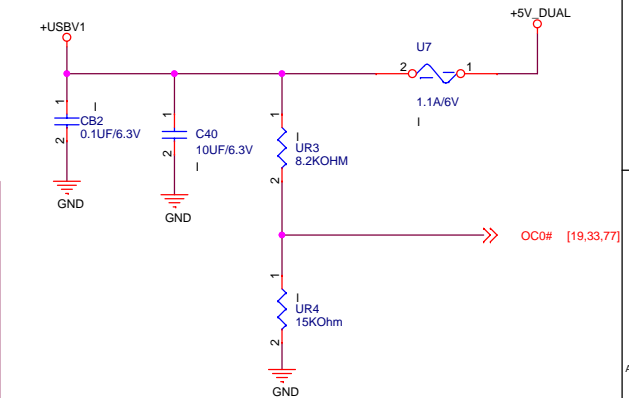 +5V_DUAL
+USBV1
U7
2
1
1.1A/6V
I
1
I
CB2
0.1UF/6.3V
2
1
C40
10UF/6.3V
2
I
1
I
UR3
8.2KOHM
2
GND
GND
OC0# [19,33,77]
1
I
UR4
15KOhm
2
GND
A